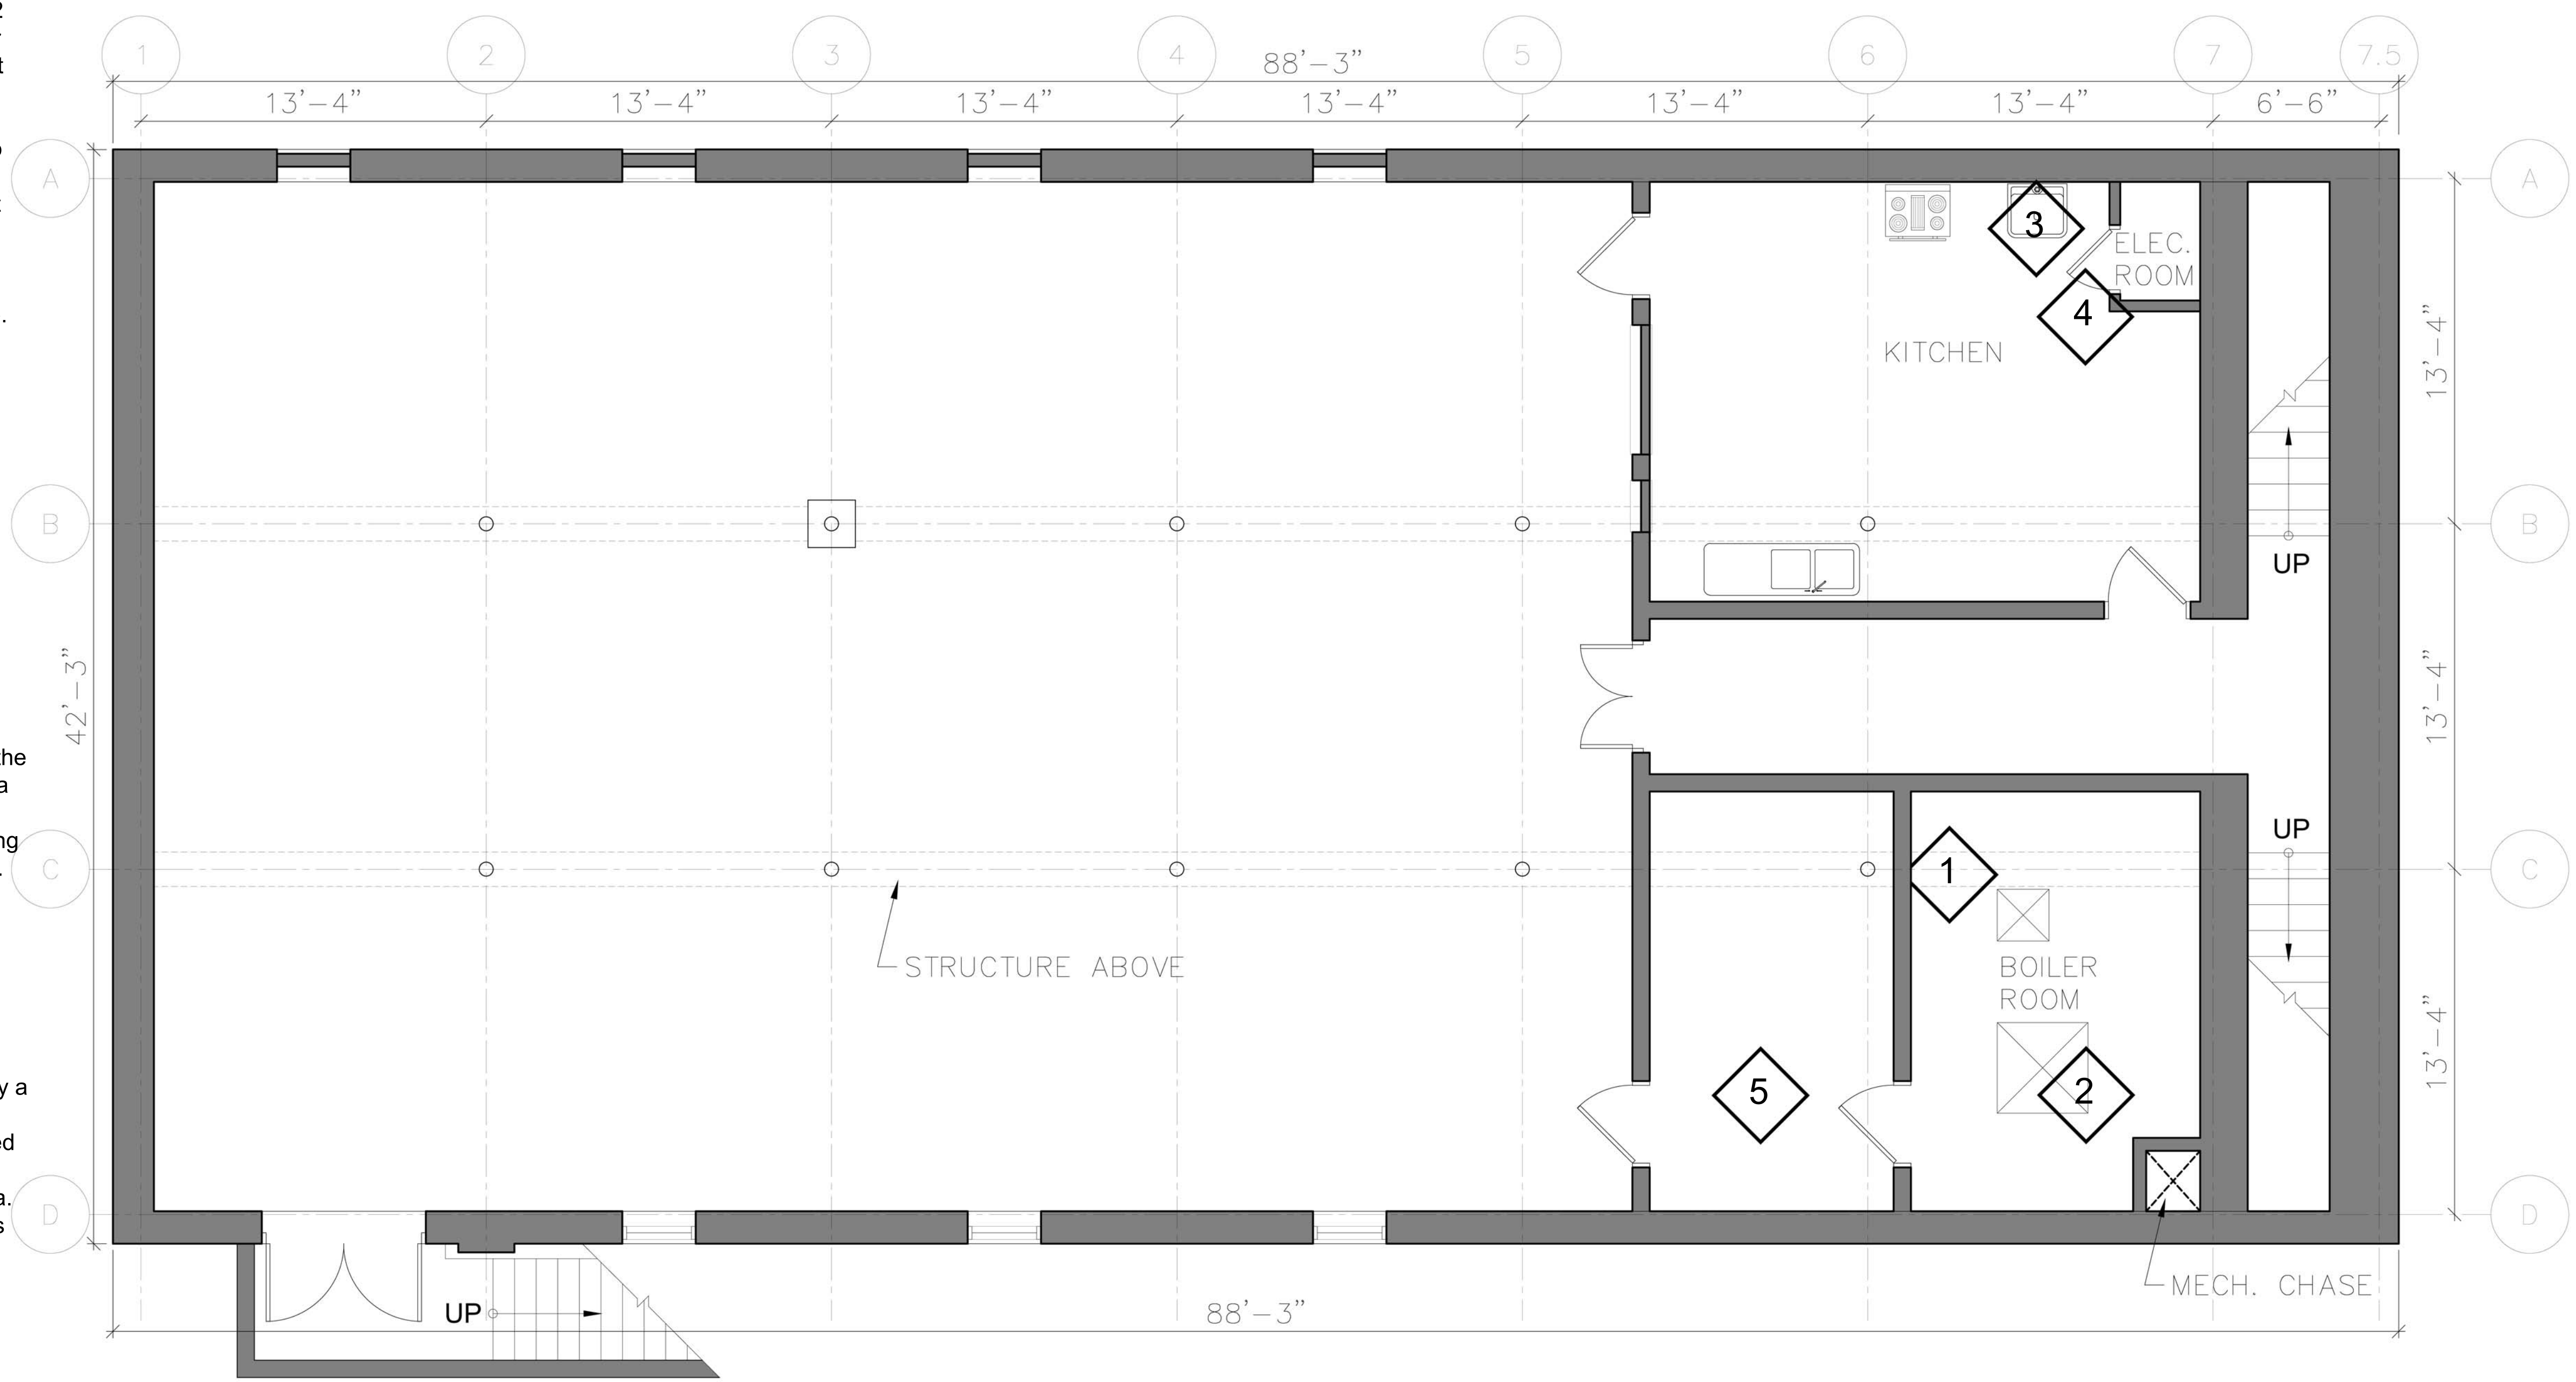 1 2 3 4 5 6 7 7.5
88'-3"
13'-4" 13'-4" 13'-4" 13'-4" 13'-4" 13'-4" 6'-6"
A A
3
ELEC.
ROOM
4
KITCHEN
13'-4"
B B
UP
42'-3"
13'-4"
the
a
UP
C C
1
STRUCTURE ABOVE
BOILER
ROOM
13'-4"
5
2
D D
UP
MECH. CHASE
88'-3"